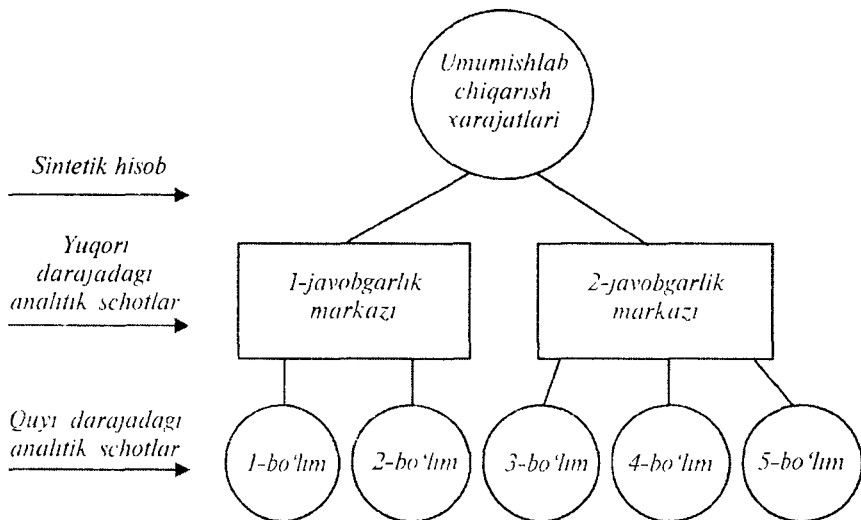 Umumishlab
chiqarish
xarajatlari
Sintetik hisob
Yuqori
darajadagi
analitik schotlar
1-javobgarlik
markazi
2-javobgarlik
markazi
Quyi darajadagi
analitik schotlar
1-bo‘lim
2-bo‘lim
3-bo‘lim
4-bo‘lim
5-bo‘lim